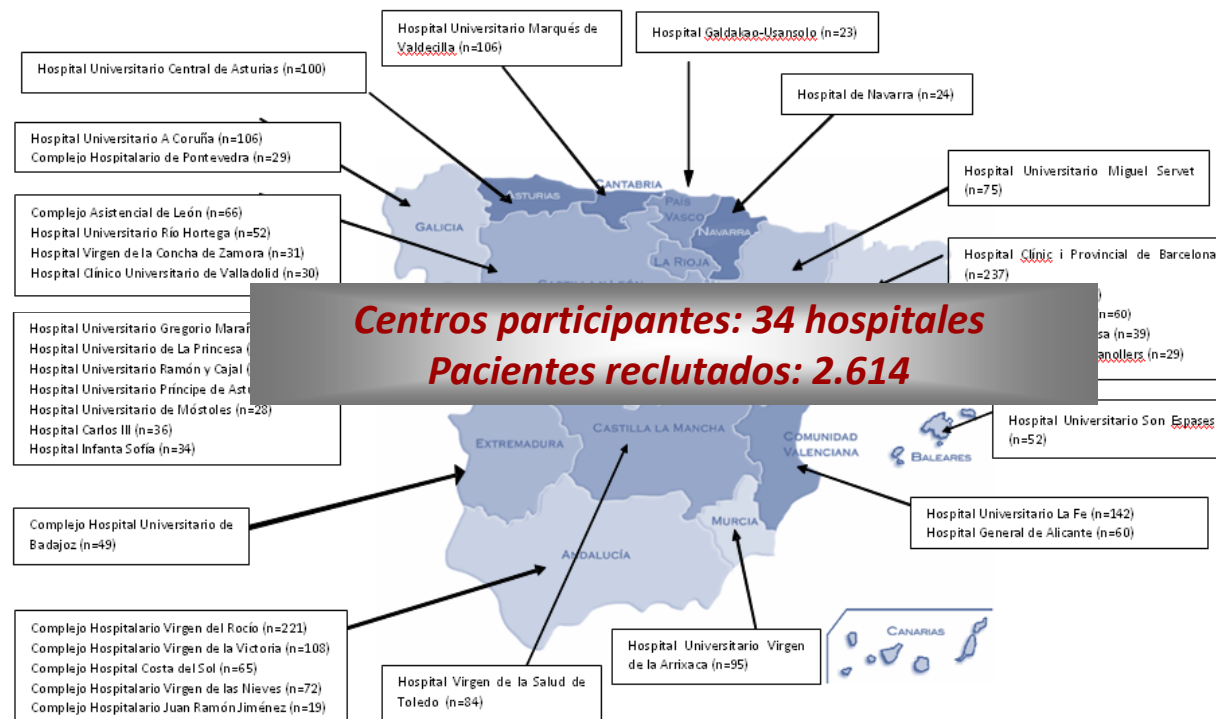 Hospital Universitario Marqués de
Valdecilla (n=106)
Hospital Galdakao-Usansolo (n=23)
Hospital Universitario Central de Asturias (n=100)
Hospital de Navarra (n=24)
Hospital Universitario A Coruña (n=106)
Complejo Hospitalario de Pontevedra (n=29)
Hospital Universitario Miguel Servet
(n=75)
Complejo Asistencial de León (n=66)
Hospital Universitario Río Hortega (n=52)
Hospital Virgen de la Concha de Zamora (n=31)
Hospital Clínico Universitario de Valladolid (n=30)
ASTURIAS
CANTABRIA
PAÍS
VASCO
NAVARRA
GALICIA
LA RIOJA
Hospital Clínic i Provincial de Barcelona
(n=237)
(n=60)
(n=39)
(n=29)
Centros participantes: 34 hospitales
Pacientes reclutados: 2.614
Hospital Universitario Gregorio
Hospital Universitario de La Princesa
Hospital Universitario Ramón y Cajal
Hospital Universitario Príncipe de
Hospital Universitario de Móstoles (n=28)
Hospital Carlos III (n=36)
Hospital Infanta Sofía (n=34)
EXTREMADURA
CASTILLA LA MANCHA
COMUNIDAD
VALENCIANA
BALEARES
Hospital Universitario Son Espases
(n=52)
Complejo Hospital Universitario de
Badajoz (n=49)
MURCIA
ANDALUCÍA
Hospital Universitario La Fe (n=142)
Hospital General de Alicante (n=60)
Complejo Hospitalario Virgen del Rocío (n=221)
Complejo Hospitalario Virgen de la Victoria (n=108)
Complejo Hospital Costa del Sol (n=65)
Complejo Hospitalario Virgen de las Nieves (n=72)
Complejo Hospitalario Juan Ramón Jiménez (n=19)
Hospital Virgen de la Salud de
Toledo (n=84)
Hospital Universitario Virgen
de la Arrixaca (n=95)
CANARIAS